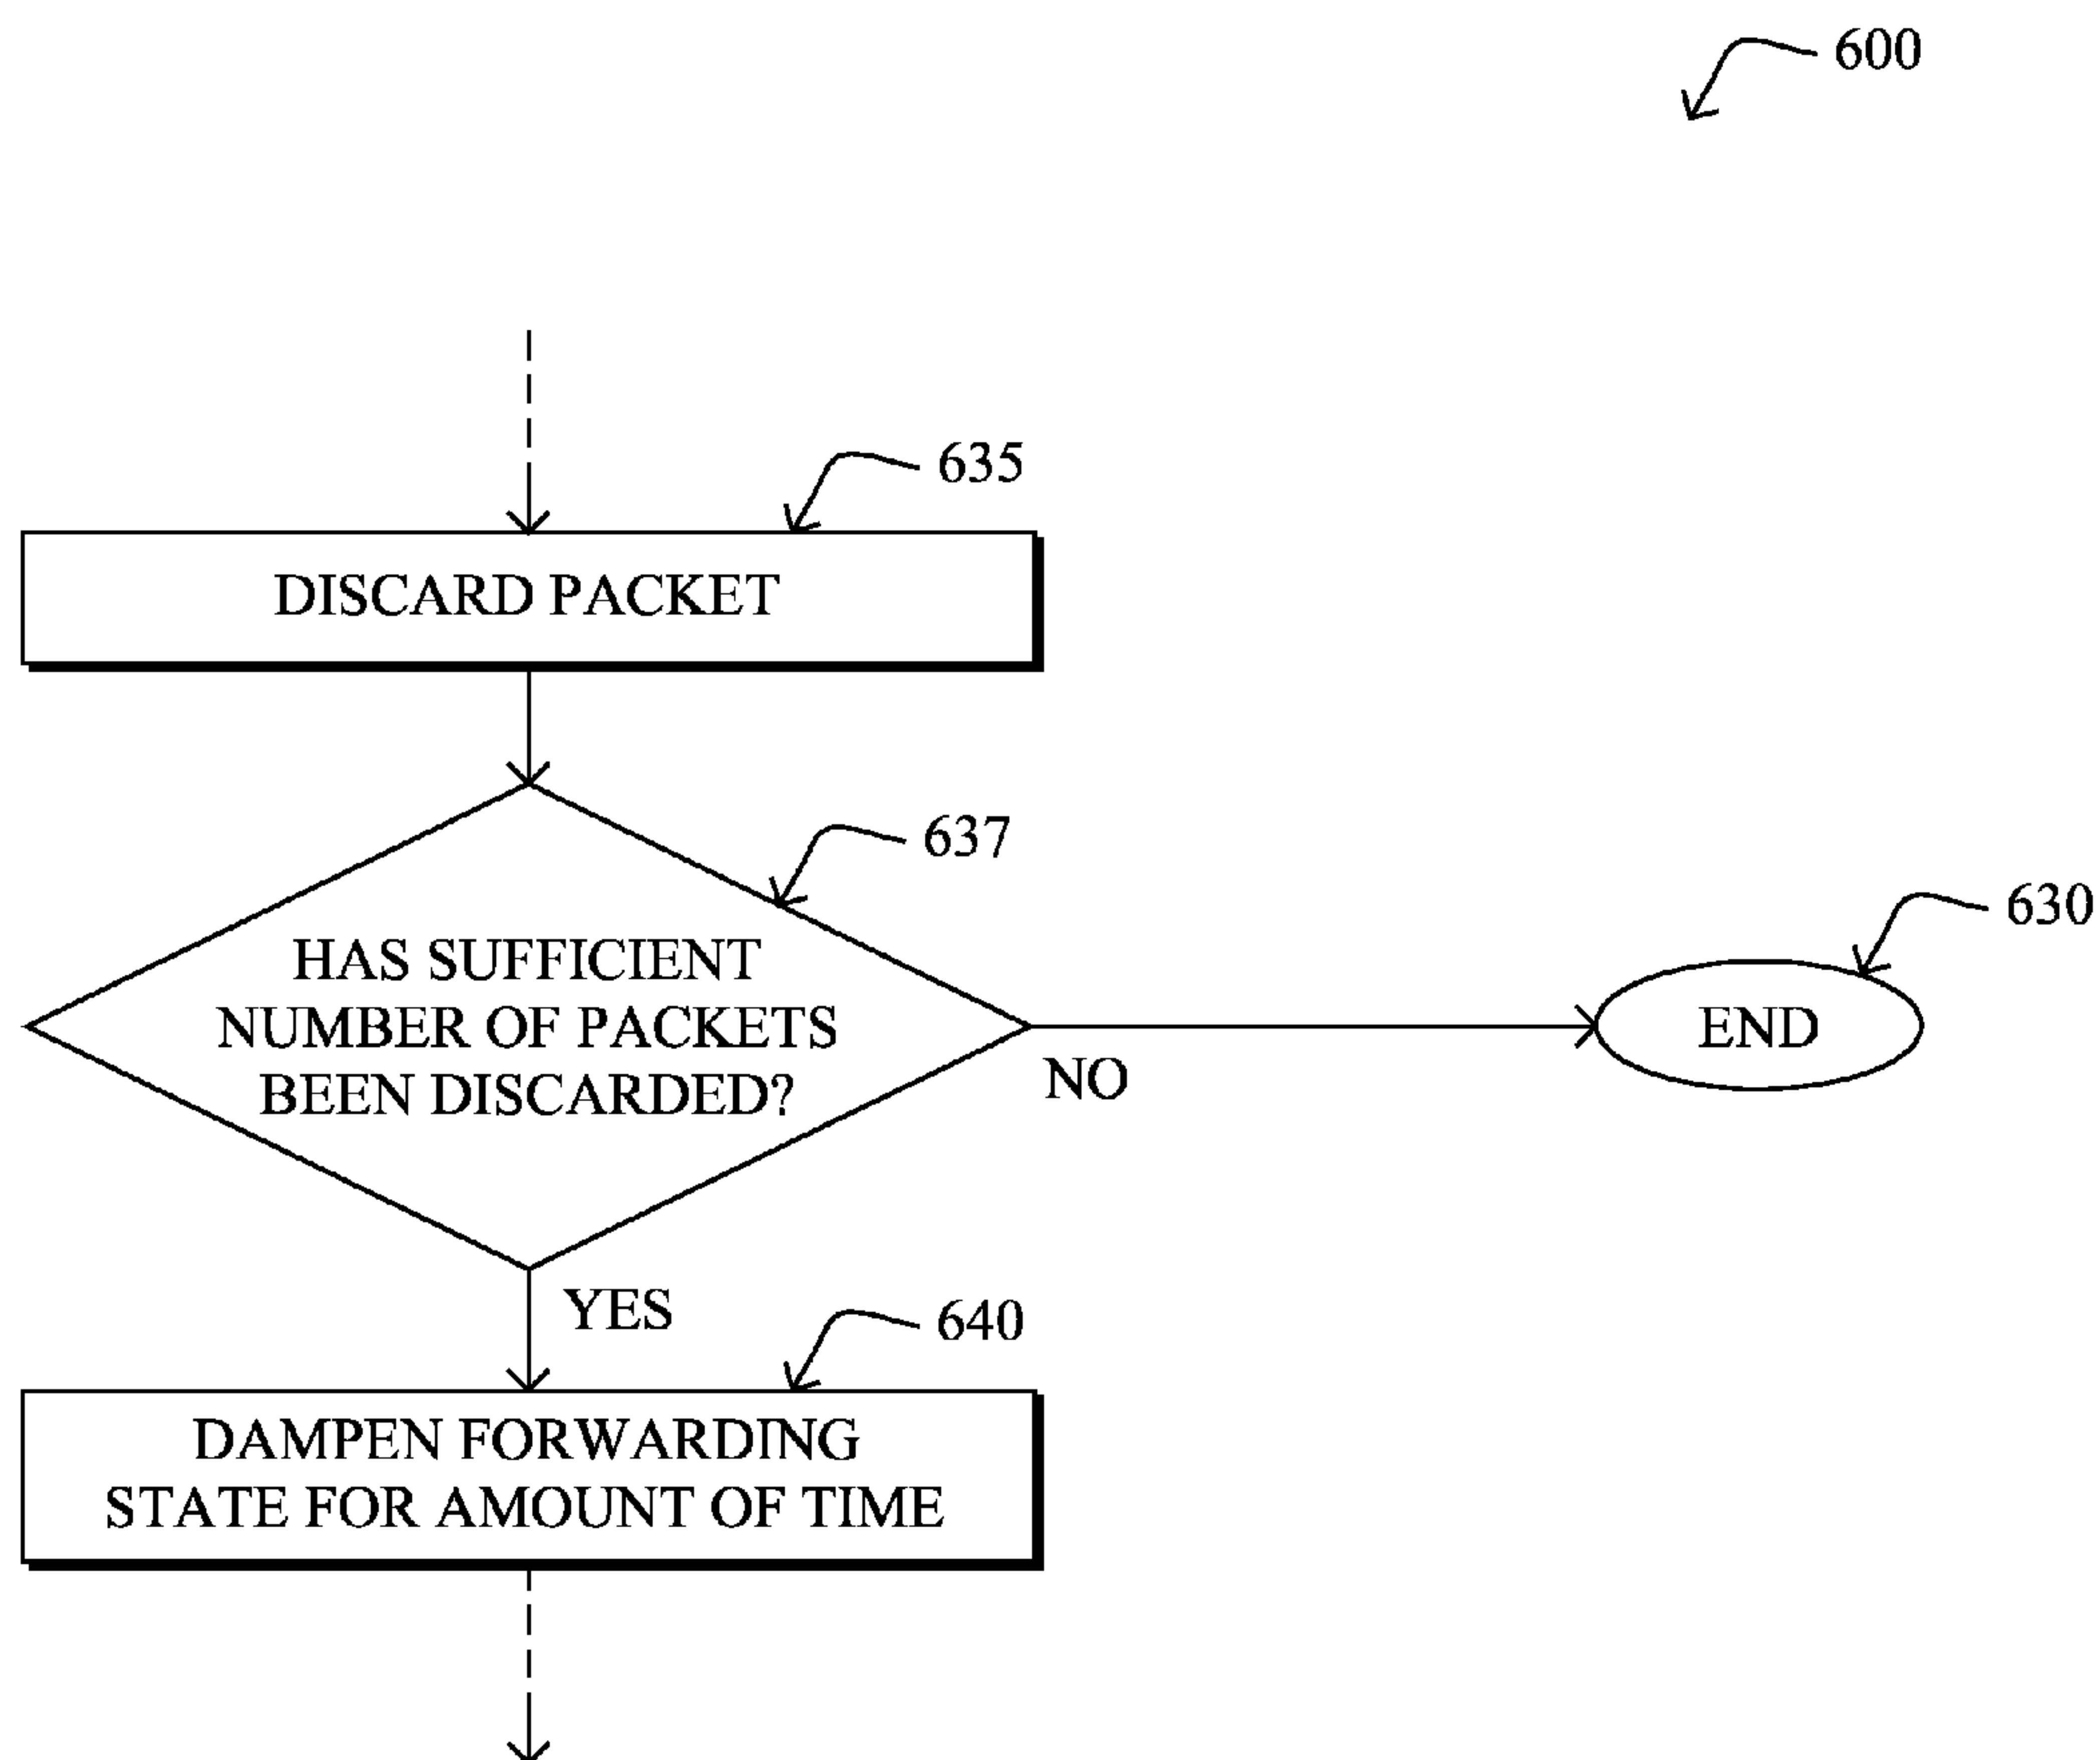 600
635
DISCARD PACKET
637
HAS SUFFICIENT
NUMBER OF PACKETS
BEEN DISCARDED?
630
END
NO
YES
640
DAMPEN FORWARDING
STATE FOR AMOUNT OF TIME